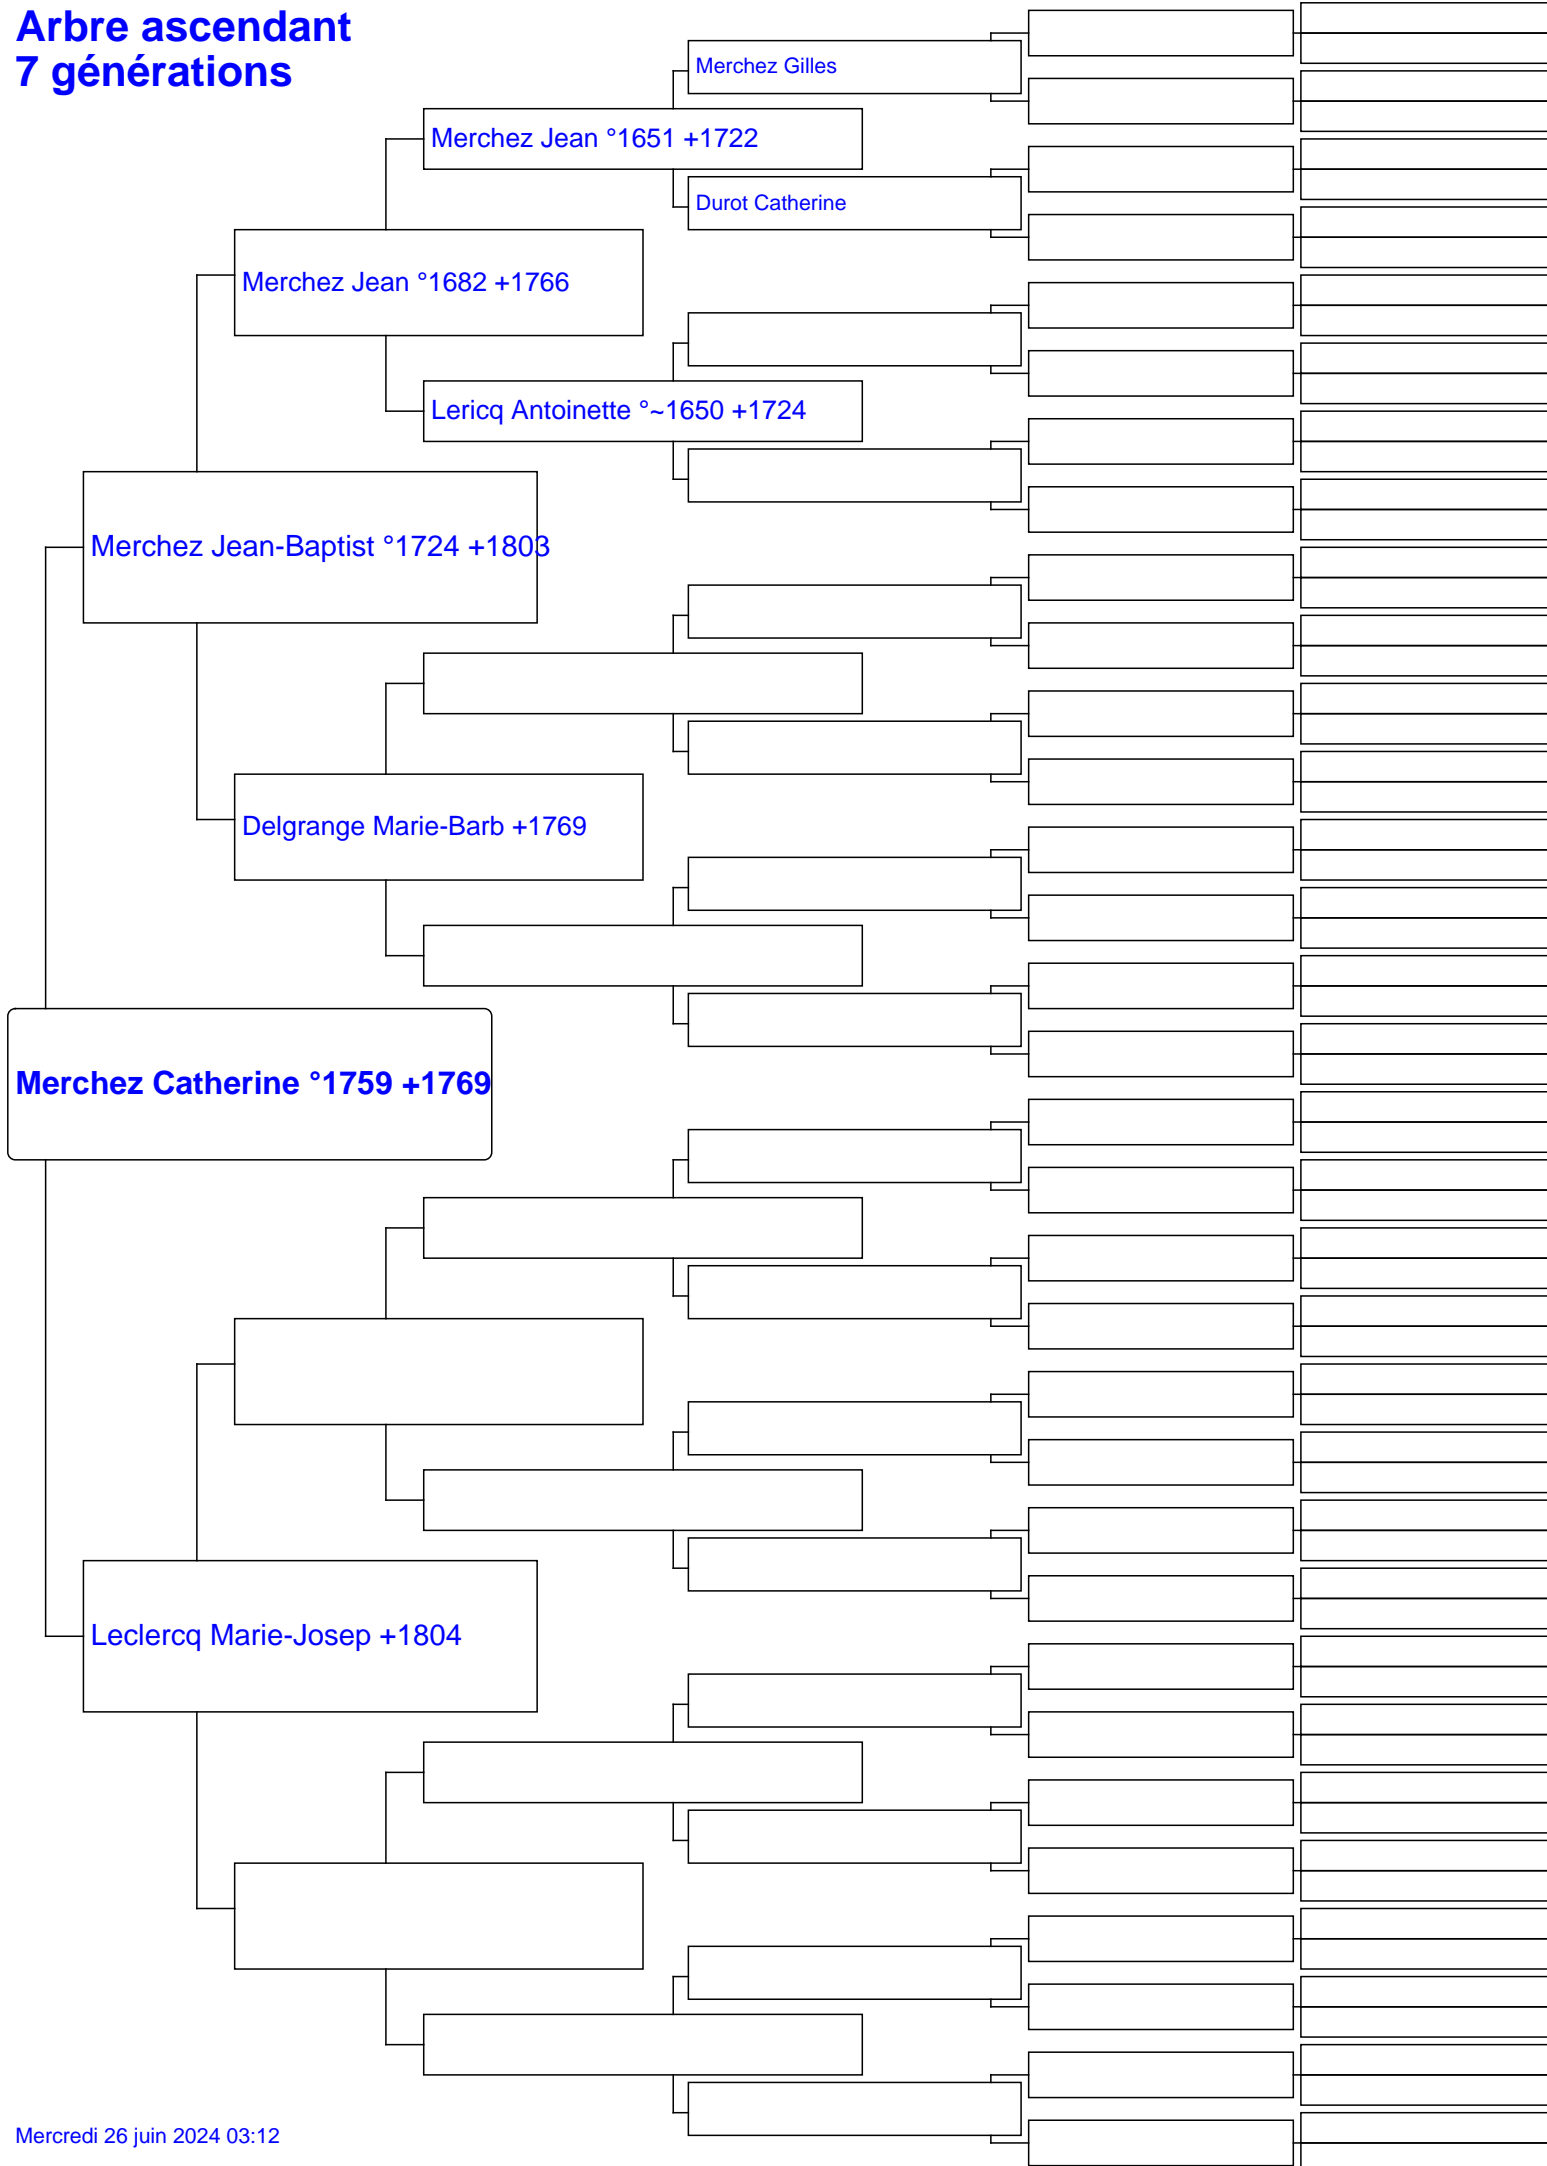 Arbre ascendant
7 générations
Merchez Gilles
Merchez Jean °1651 +1722
Durot Catherine
Merchez Jean °1682 +1766
Lericq Antoinette °~1650 +1724
Merchez Jean-Baptist °1724 +1803
Delgrange Marie-Barb +1769
Merchez Catherine °1759 +1769
Leclercq Marie-Josep +1804
Mercredi 26 juin 2024 03:12